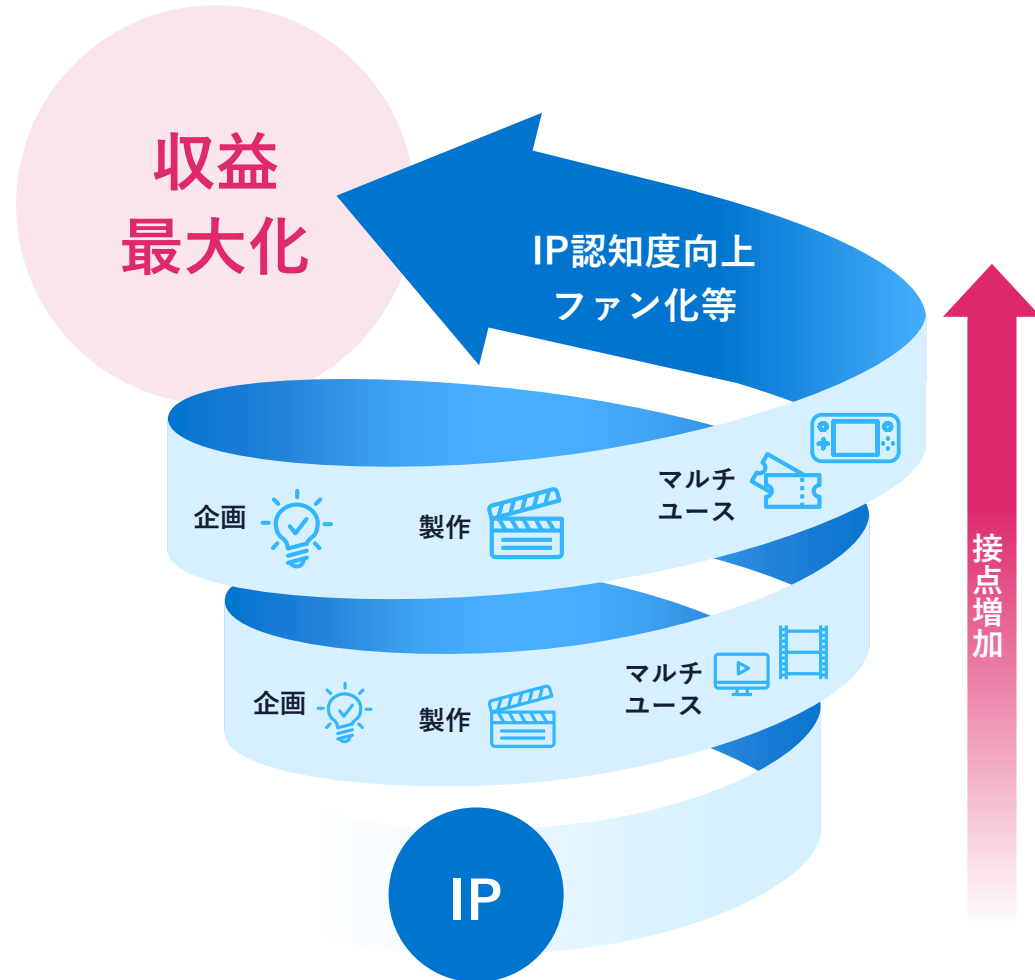 収益
最大化
IP認知度向上
ファン化等
企画
製作
マルチ
ユース
接点増加
企画
製作
マルチ
ユース
IP